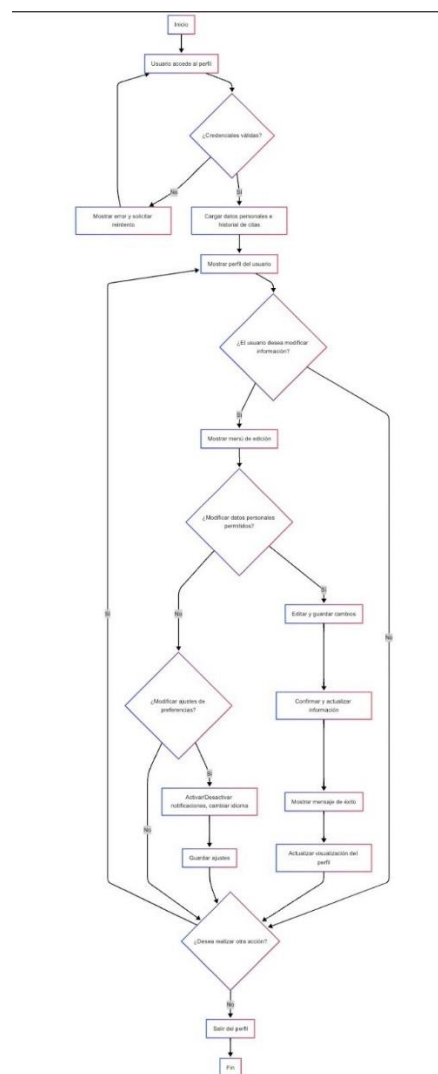 Inicio
Usuario accede al perfil
¿Credenciales válidas?
No
Sí
Mostrar error y solicitar
reintento
Cargar datos personales e
historial de citas
Mostrar perfil del usuario
¿El usuario desea modificar
información?
Sí
Mostrar menú de edición
¿Modificar datos personales
permitidos?
Sí
No
Sí
Editar y guardar cambios
No
¿Modificar ajustes de
preferencias?
Confirmar y actualizar
información
Sí
Activar/Desactivar
notificaciones, cambiar idioma
Mostrar mensaje de éxito
No
Guardar ajustes
Actualizar visualización del
perfil
¿Desea realizar otra acción?
No
Salir del perfil
Fin